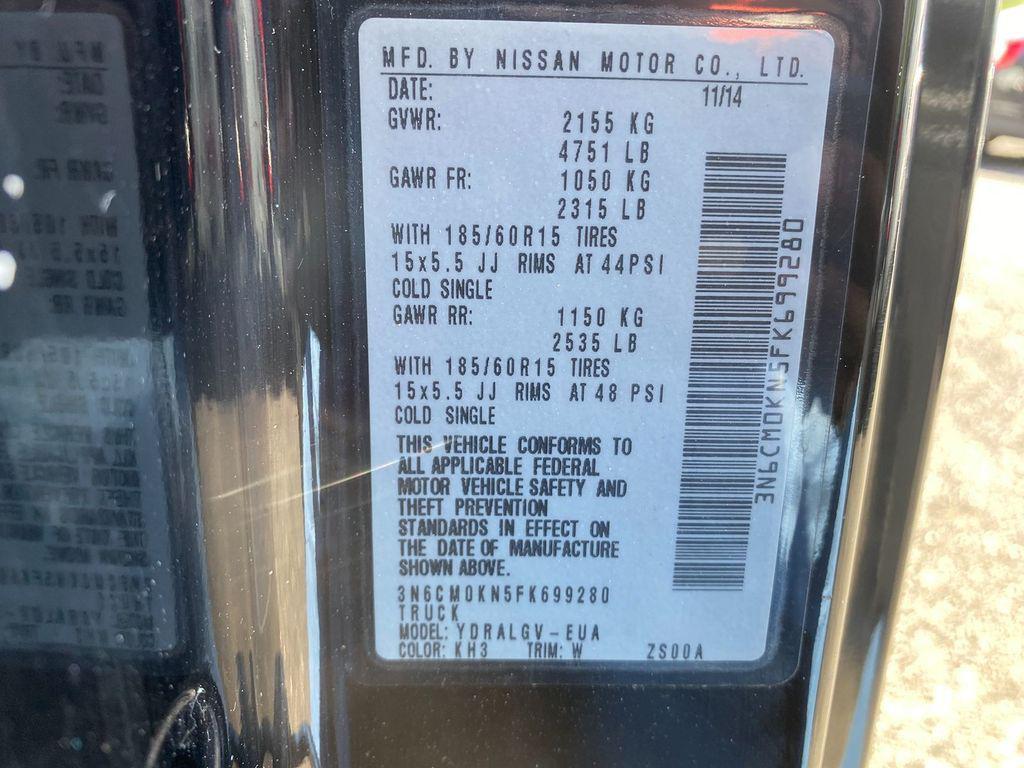 MFD. BY NISSAN MOTOR CO., LTD.
DATE: 11/14
GVWR: 2155 KG
4751 LB
GAWR FR: 1050 KG
2315 LB
WITH 185/60R15 TIRES
15x5.5 JJ RIMS AT 44PSI
COLD SINGLE
GAWR RR: 1150 KG
2535 LB
WITH 185/60R15 TIRES
15x5.5 JJ RIMS AT 48 PSI
COLD SINGLE
THIS VEHICLE CONFORMS TO
ALL APPLICABLE FEDERAL
MOTOR VEHICLE SAFETY AND
THEFT PREVENTION
STANDARDS IN EFFECT ON
THE DATE OF MANUFACTURE
SHOWN ABOVE.
3N6CM0KN5FK699280
TRUCK
MODEL: YDRALGV-EUA
COLOR: KH3 TRIM: W ZS00A
3N6CM0KN5FK699280